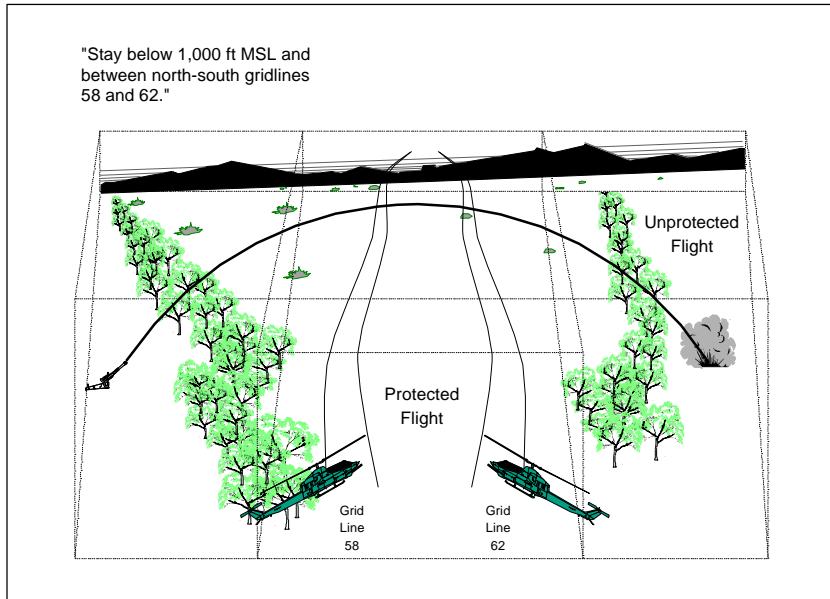 "Stay below 1,000 ft MSL and
between north-south gridlines
58 and 62."
Unprotected
Flight
Protected
Flight
Grid
Line
58
Grid
Line
62